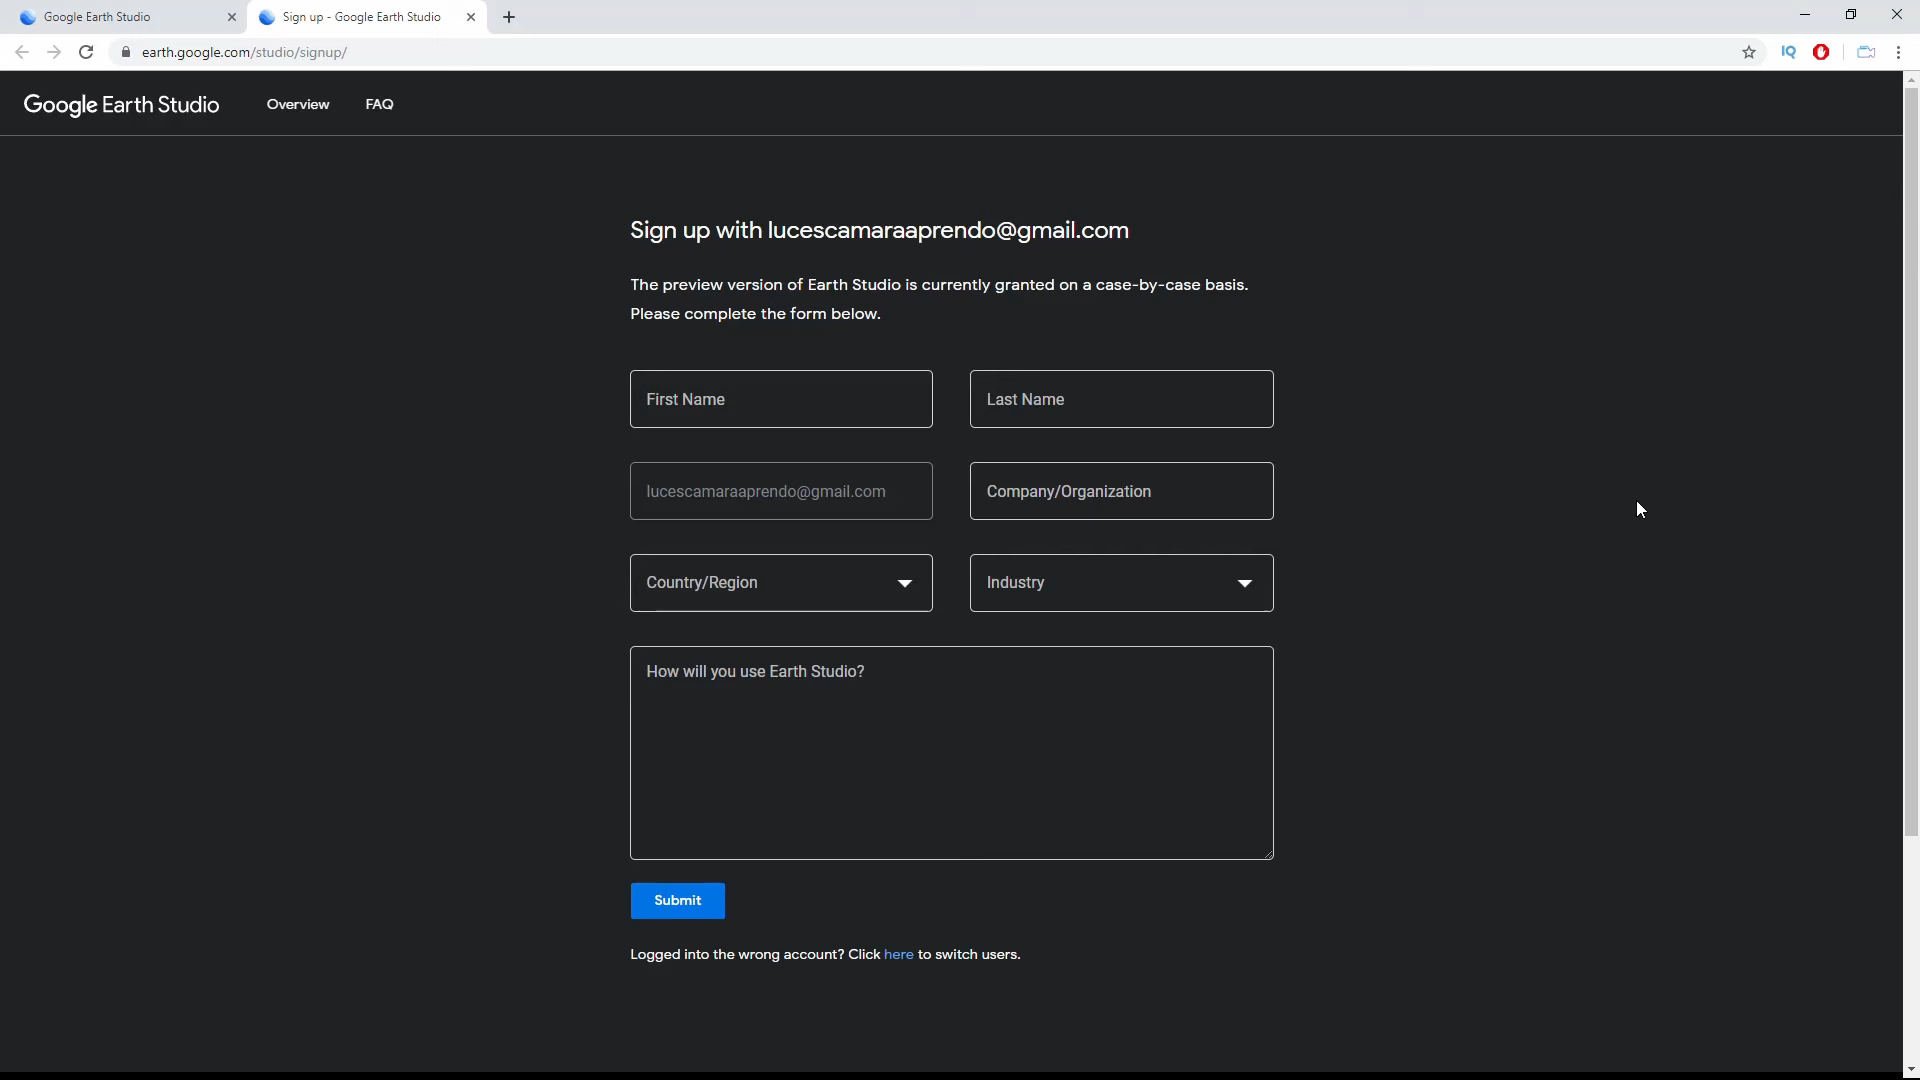 Google Earth Studio
Sign up - Google Earth Studio
earth.google.com/studio/signup/
IQ
Google Earth Studio
Overview
FAQ
Sign up with lucescamaraaprendo@gmail.com
The preview version of Earth Studio is currently granted on a case-by-case basis.
Please complete the form below.
First Name
Last Name
lucescamaraaprendo@gmail.com
Company/Organization
Country/Region
Industry
How will you use Earth Studio?
Submit
Logged into the wrong account? Click here to switch users.